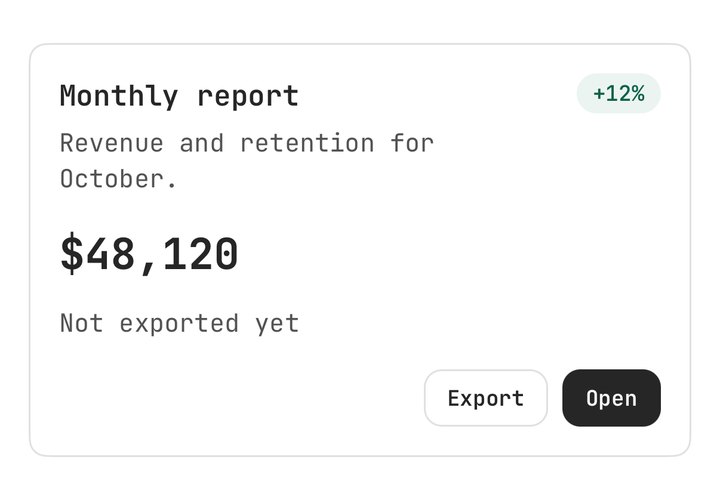 Monthly report
+12%
Revenue and retention for
October.
$48,120
Not exported yet
Export
Open